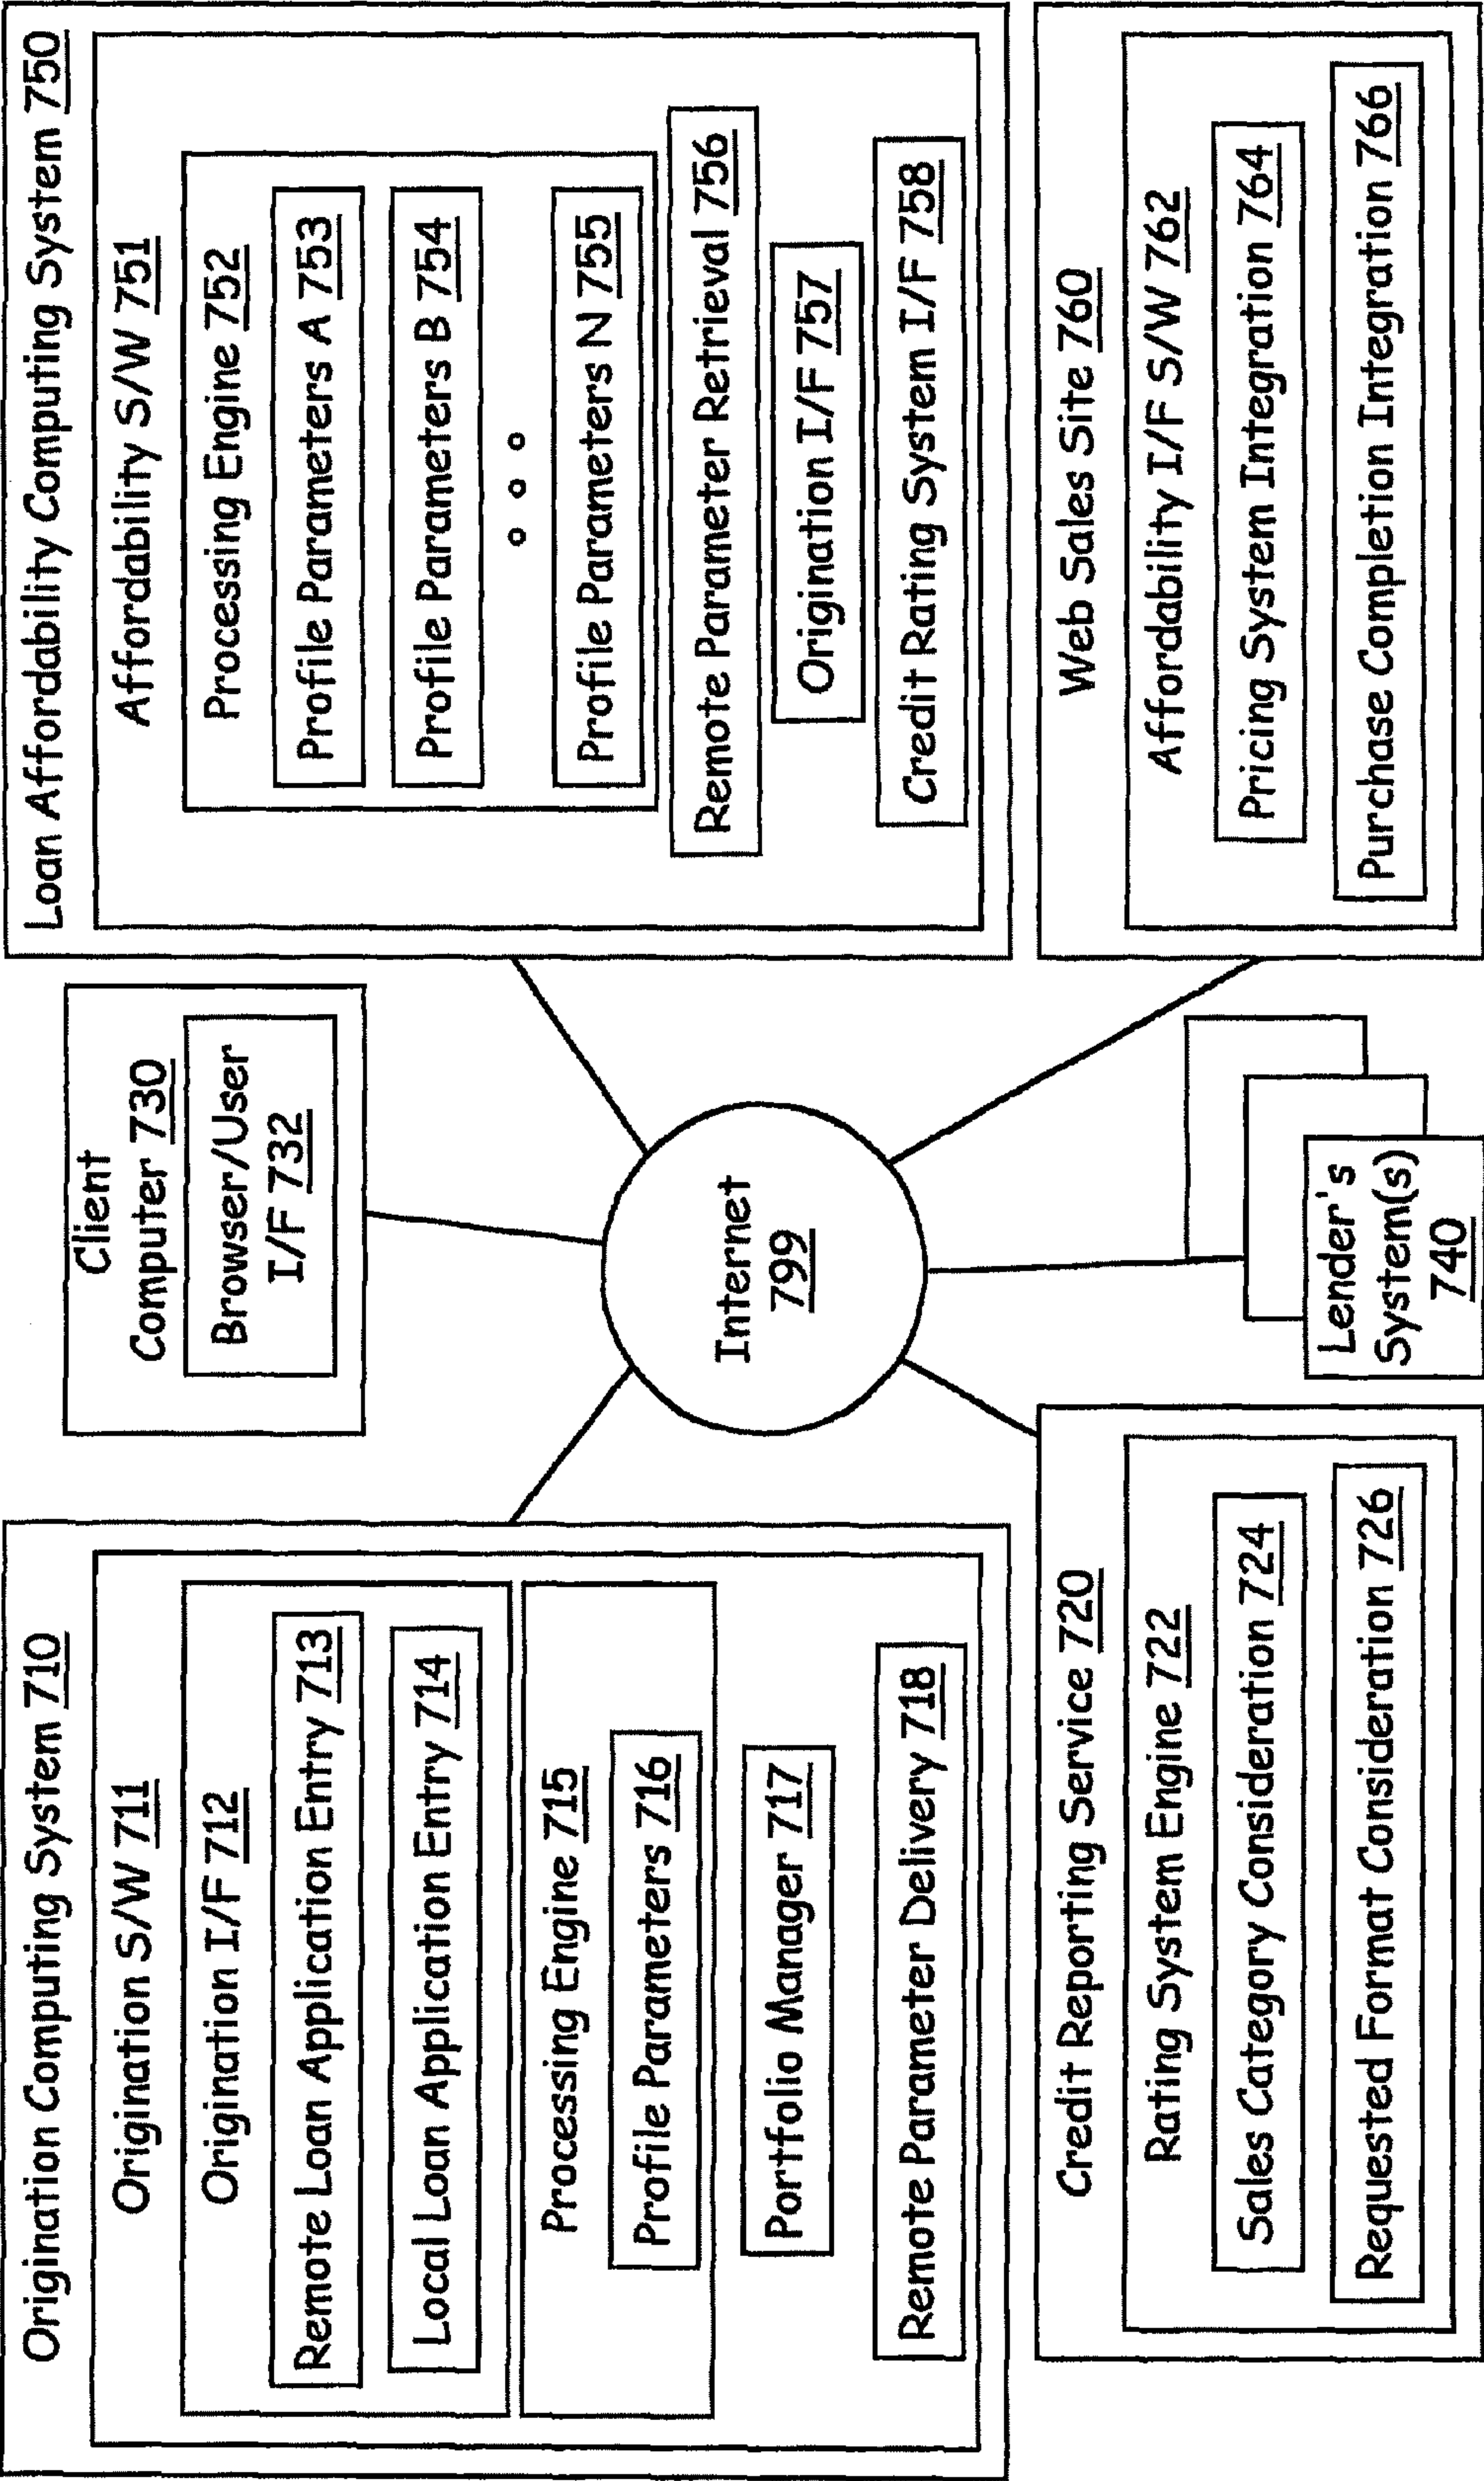 Origination Computing System 710
Origination S/W 711
Origination I/F 712
Remote Loan Application Entry 713
Local Loan Application Entry 714
Processing Engine 715
Profile Parameters 716
Portfolio Manager 717
Remote Parameter Delivery 718
Client
Computer 730
Browser/User
I/F 732
Loan Affordability Computing System 750
Affordability S/W 751
Processing Engine 752
Profile Parameters A 753
Profile Parameters B 754
Profile Parameters N 755
Remote Parameter Retrieval 756
Origination I/F 757
Credit Rating System I/F 758
Internet
799
Credit Reporting Service 720
Rating System Engine 722
Sales Category Consideration 724
Requested Format Consideration 726
Lender's
System(s)
740
Web Sales Site 760
Affordability I/F S/W 762
Pricing System Integration 764
Purchase Completion Integration 766